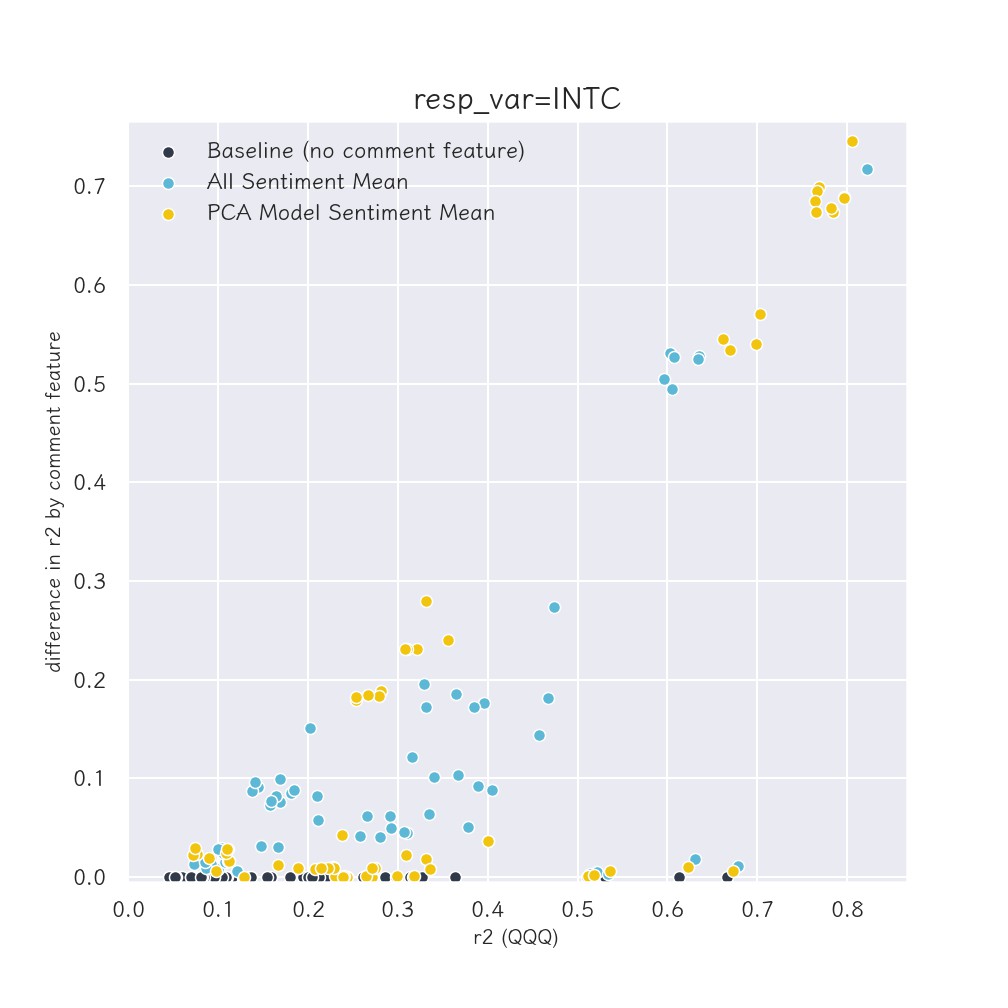 resp_var=INTC
Baseline (no comment feature)
All Sentiment Mean
PCA Model Sentiment Mean
difference in r2 by comment feature
0.7
0.6
0.5
0.4
0.3
0.2
0.1
0.0
0.0 0.1 0.2 0.3 0.4 0.5 0.6 0.7 0.8
r2 (QQQ)